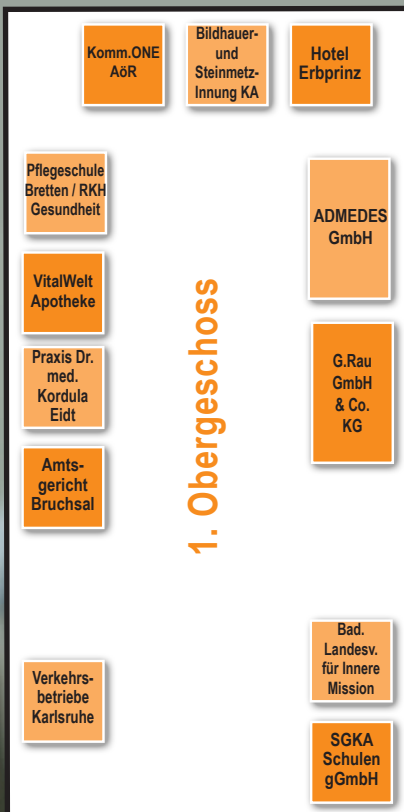 Komm.ONE
AöR
Bildhauer-
und
Steinmetz-
Innung KA
Hotel
Erbprinz
Pflegeschule
Bretten / RKH
Gesundheit
VitalWelt
Apotheke
Praxis Dr.
med.
Kordula
Eidt
Amts-
gericht
Bruchsal
Verkehrs-
betriebe
Karlsruhe
1. Obergeschoss
ADMEDES
GmbH
G.Rau
GmbH
& Co.
KG
Bad.
Landesv.
für Innere
Mission
SGKA
Schulen
gGmbH